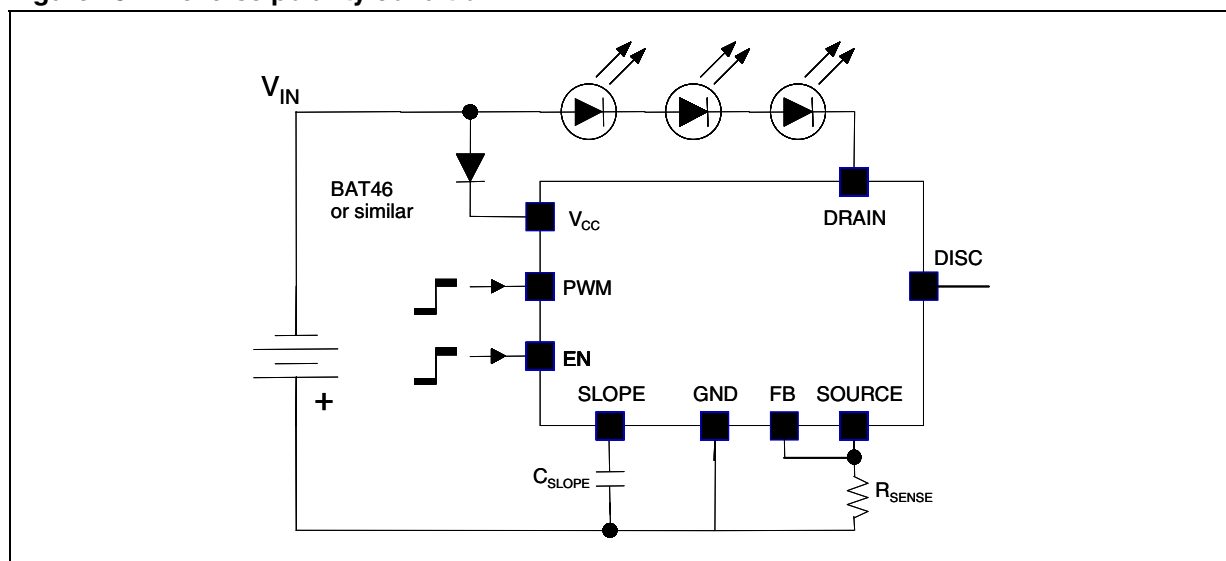 V_IN
BAT46
or similar
V_CC
DRAIN
DISC
PWM
EN
+
SLOPE
GND
FB
SOURCE
C_SLOPE
R_SENSE